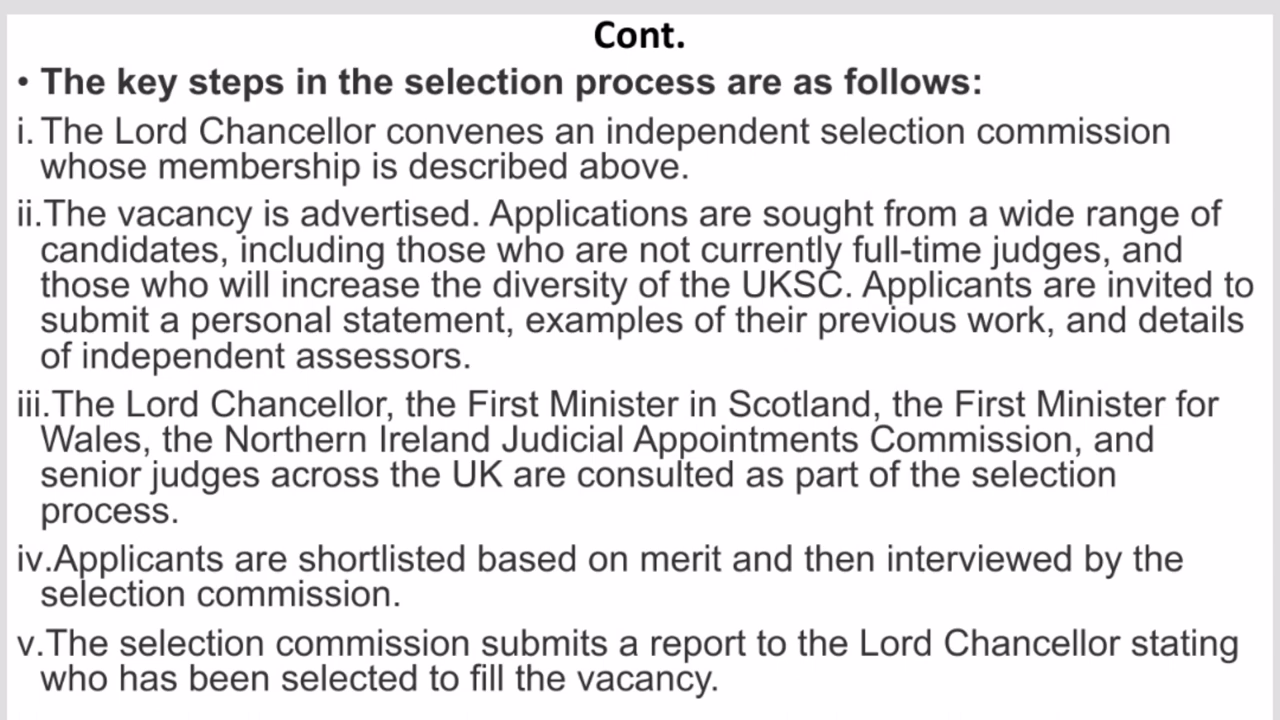 Cont.
• The key steps in the selection process are as follows:
i. The Lord Chancellor convenes an independent selection commission
whose membership is described above.
ii.The vacancy is advertised. Applications are sought from a wide range of
candidates, including those who are not currently full-time judges, and
those who will increase the diversity of the UKSC. Applicants are invited to
submit a personal statement, examples of their previous work, and details
of independent assessors.
iii.The Lord Chancellor, the First Minister in Scotland, the First Minister for
Wales, the Northern Ireland Judicial Appointments Commission, and
senior judges across the UK are consulted as part of the selection
process.
iv.Applicants are shortlisted based on merit and then interviewed by the
selection commission.
v.The selection commission submits a report to the Lord Chancellor stating
who has been selected to fill the vacancy.